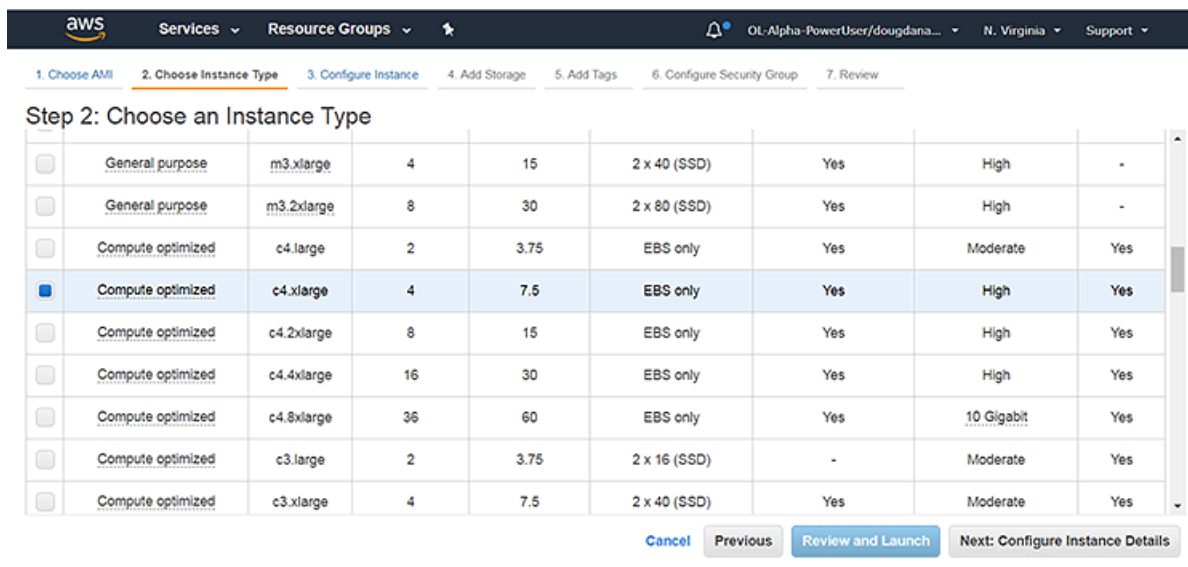 aws Services Resource Groups OL-Alpha-PowerUser/dougdana... N. Virginia Support
1. Choose AMI 2. Choose Instance Type 3. Configure Instance 4. Add Storage 5. Add Tags 6. Configure Security Group 7. Review
Step 2: Choose an Instance Type
General purpose m3.xlarge 4 15 2 x 40 (SSD) Yes High -
General purpose m3.2xlarge 8 30 2 x 80 (SSD) Yes High -
Compute optimized c4.large 2 3.75 EBS only Yes Moderate Yes
Compute optimized c4.xlarge 4 7.5 EBS only Yes High Yes
Compute optimized c4.2xlarge 8 15 EBS only Yes High Yes
Compute optimized c4.4xlarge 16 30 EBS only Yes High Yes
Compute optimized c4.8xlarge 36 60 EBS only Yes 10 Gigabit Yes
Compute optimized c3.large 2 3.75 2 x 16 (SSD) - Moderate Yes
Compute optimized c3.xlarge 4 7.5 2 x 40 (SSD) Yes Moderate Yes
Cancel Previous Review and Launch Next: Configure Instance Details